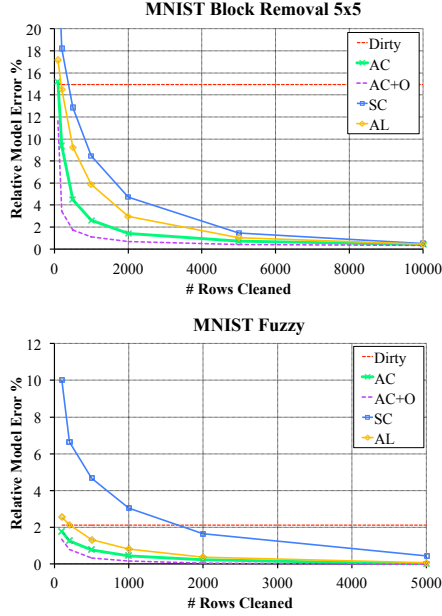 MNIST Block Removal 5x5
Relative Model Error %
20
18
16
14
12
10
8
6
4
2
0
Dirty
AC
AC+O
SC
AL
0 2000 4000 6000 8000 10000
# Rows Cleaned
MNIST Fuzzy
Relative Model Error %
12
10
8
6
4
2
0
Dirty
AC
AC+O
SC
AL
0 1000 2000 3000 4000 5000
# Rows Cleaned